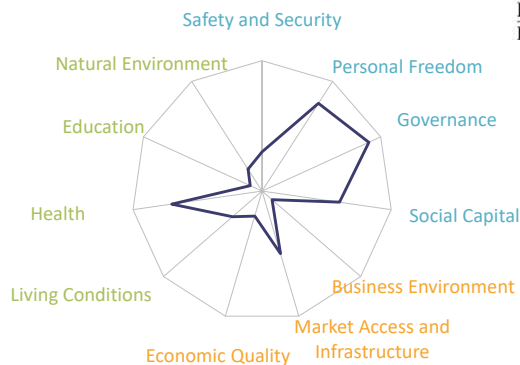 Safety and Security
Natural Environment
Personal Freedom
Education
Governance
Health
Social Capital
Living Conditions
Business Environment
Market Access and
Infrastructure
Economic Quality